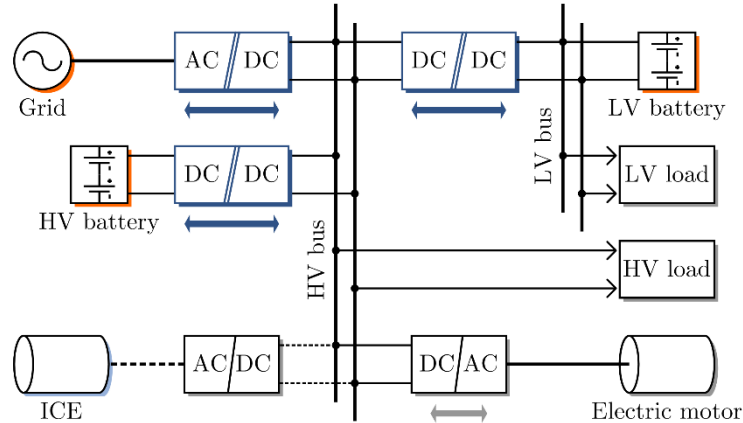 AC DC
DC DC
Grid
LV battery
LV bus
DC DC
LV load
HV battery
HV bus
HV load
AC DC
DC AC
ICE
Electric motor